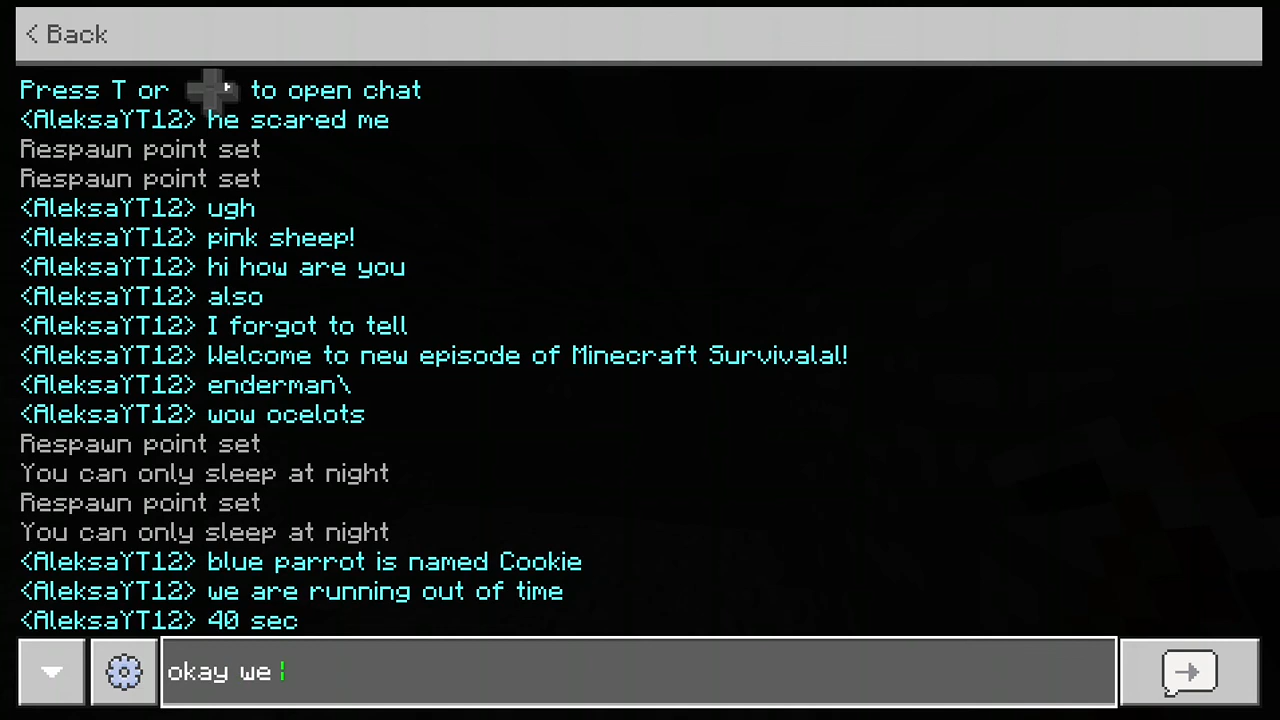 < Back
Press T or to open chat
<AleksaYT12> he scared me
Respawn point set
Respawn point set
<AleksaYT12> ugh
<AleksaYT12> pink sheep!
<AleksaYT12> hi how are you
<AleksaYT12> also
<AleksaYT12> I forgot to tell
<AleksaYT12> Welcome to new episode of Minecraft Survivalal!
<AleksaYT12> enderman\
<AleksaYT12> wow ocelots
Respawn point set
You can only sleep at night
Respawn point set
You can only sleep at night
<AleksaYT12> blue parrot is named Cookie
<AleksaYT12> we are running out of time
<AleksaYT12> 40 sec
okay we